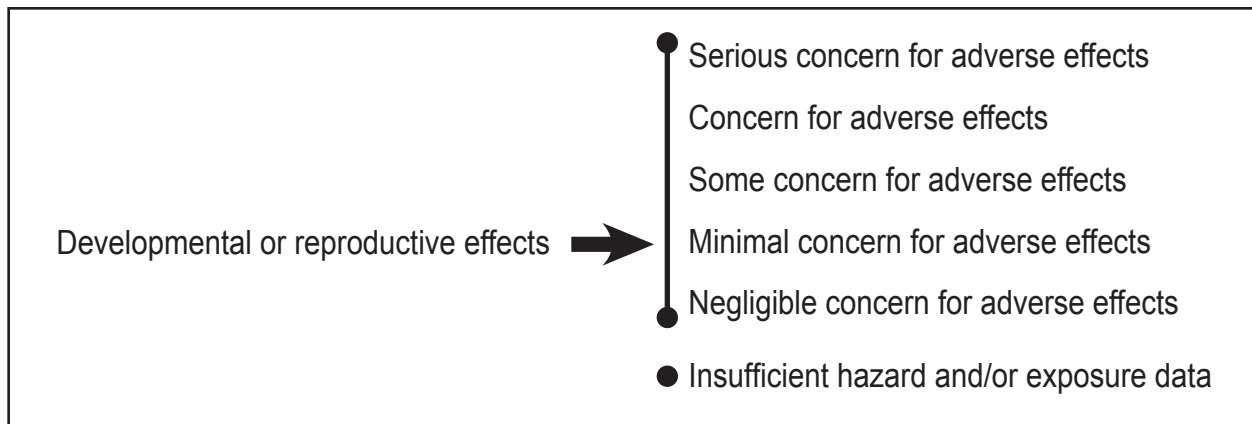 Serious concern for adverse effects
Concern for adverse effects
Some concern for adverse effects
Developmental or reproductive effects
Minimal concern for adverse effects
Negligible concern for adverse effects
Insufficient hazard and/or exposure data